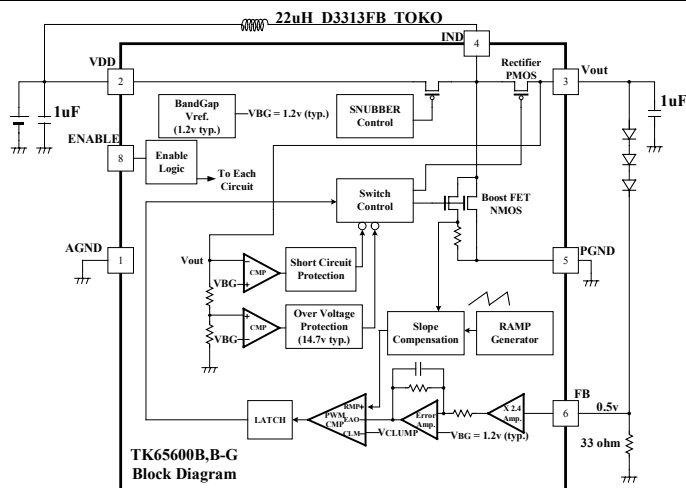 22uH D3313FB TOKO
IND
4
VDD
2
Rectifier
PMOS
3
Vout
1uF
1uF
BandGap
Vref.
(1.2v typ.)
VBG = 1.2v (typ.)
SNUBBER
Control
ENABLE
8
Enable
Logic
To Each
Circuit
Switch
Control
Boost FET
NMOS
AGND
1
PGND
5
Vout
−
CMP
VBG
+
Short Circuit
Protection
+
CMP
VBG
−
Over Voltage
Protection
(14.7v typ.)
Slope
Compensation
RAMP
Generator
LATCH
PWM
CMP
RMP+
EAO−
CLM−
VCLUMP
Error
Amp.
VBG = 1.2v (typ.)
X 2.4
Amp.
FB
6
0.5v
33 ohm
TK65600B,B-G
Block Diagram